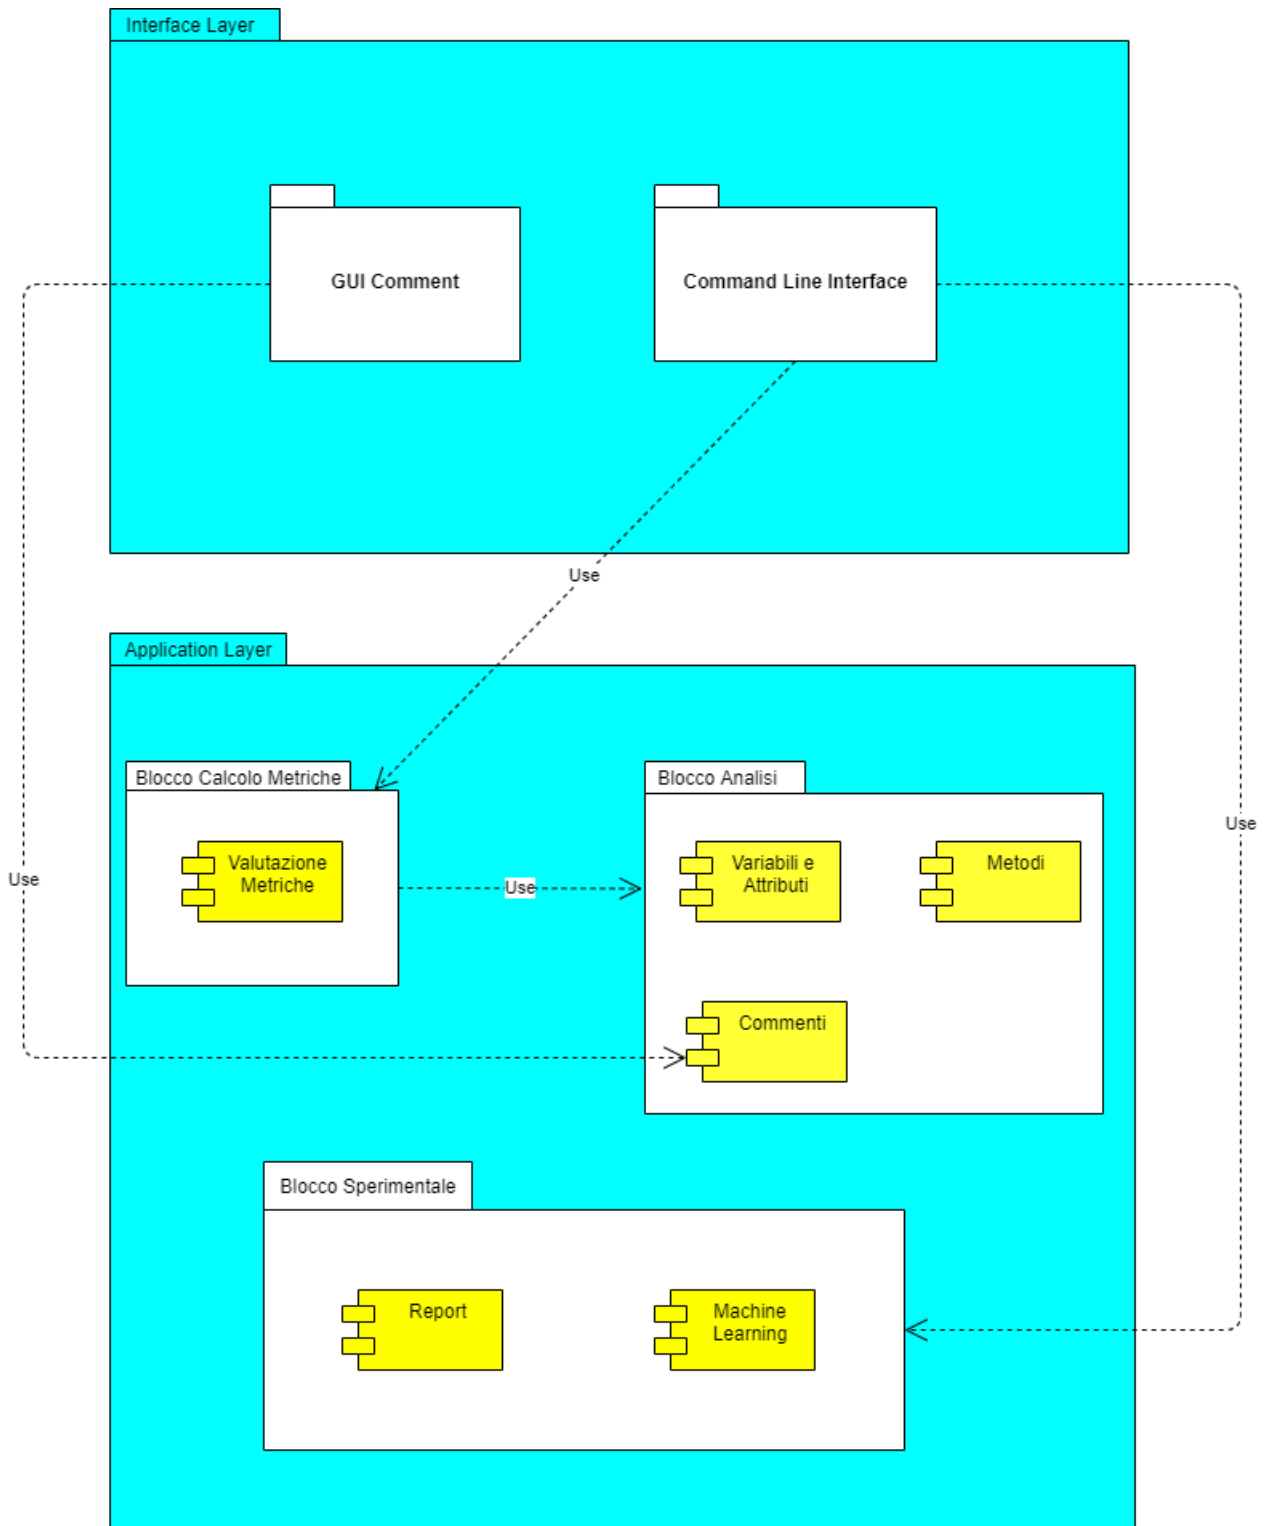 Interface Layer
GUI Comment
Command Line Interface
Use
Application Layer
Blocco Calcolo Metriche
Blocco Analisi
Valutazione
Metriche
Use
Variabili e
Attributi
Metodi
Use
Use
Commenti
Blocco Sperimentale
Report
Machine
Learning